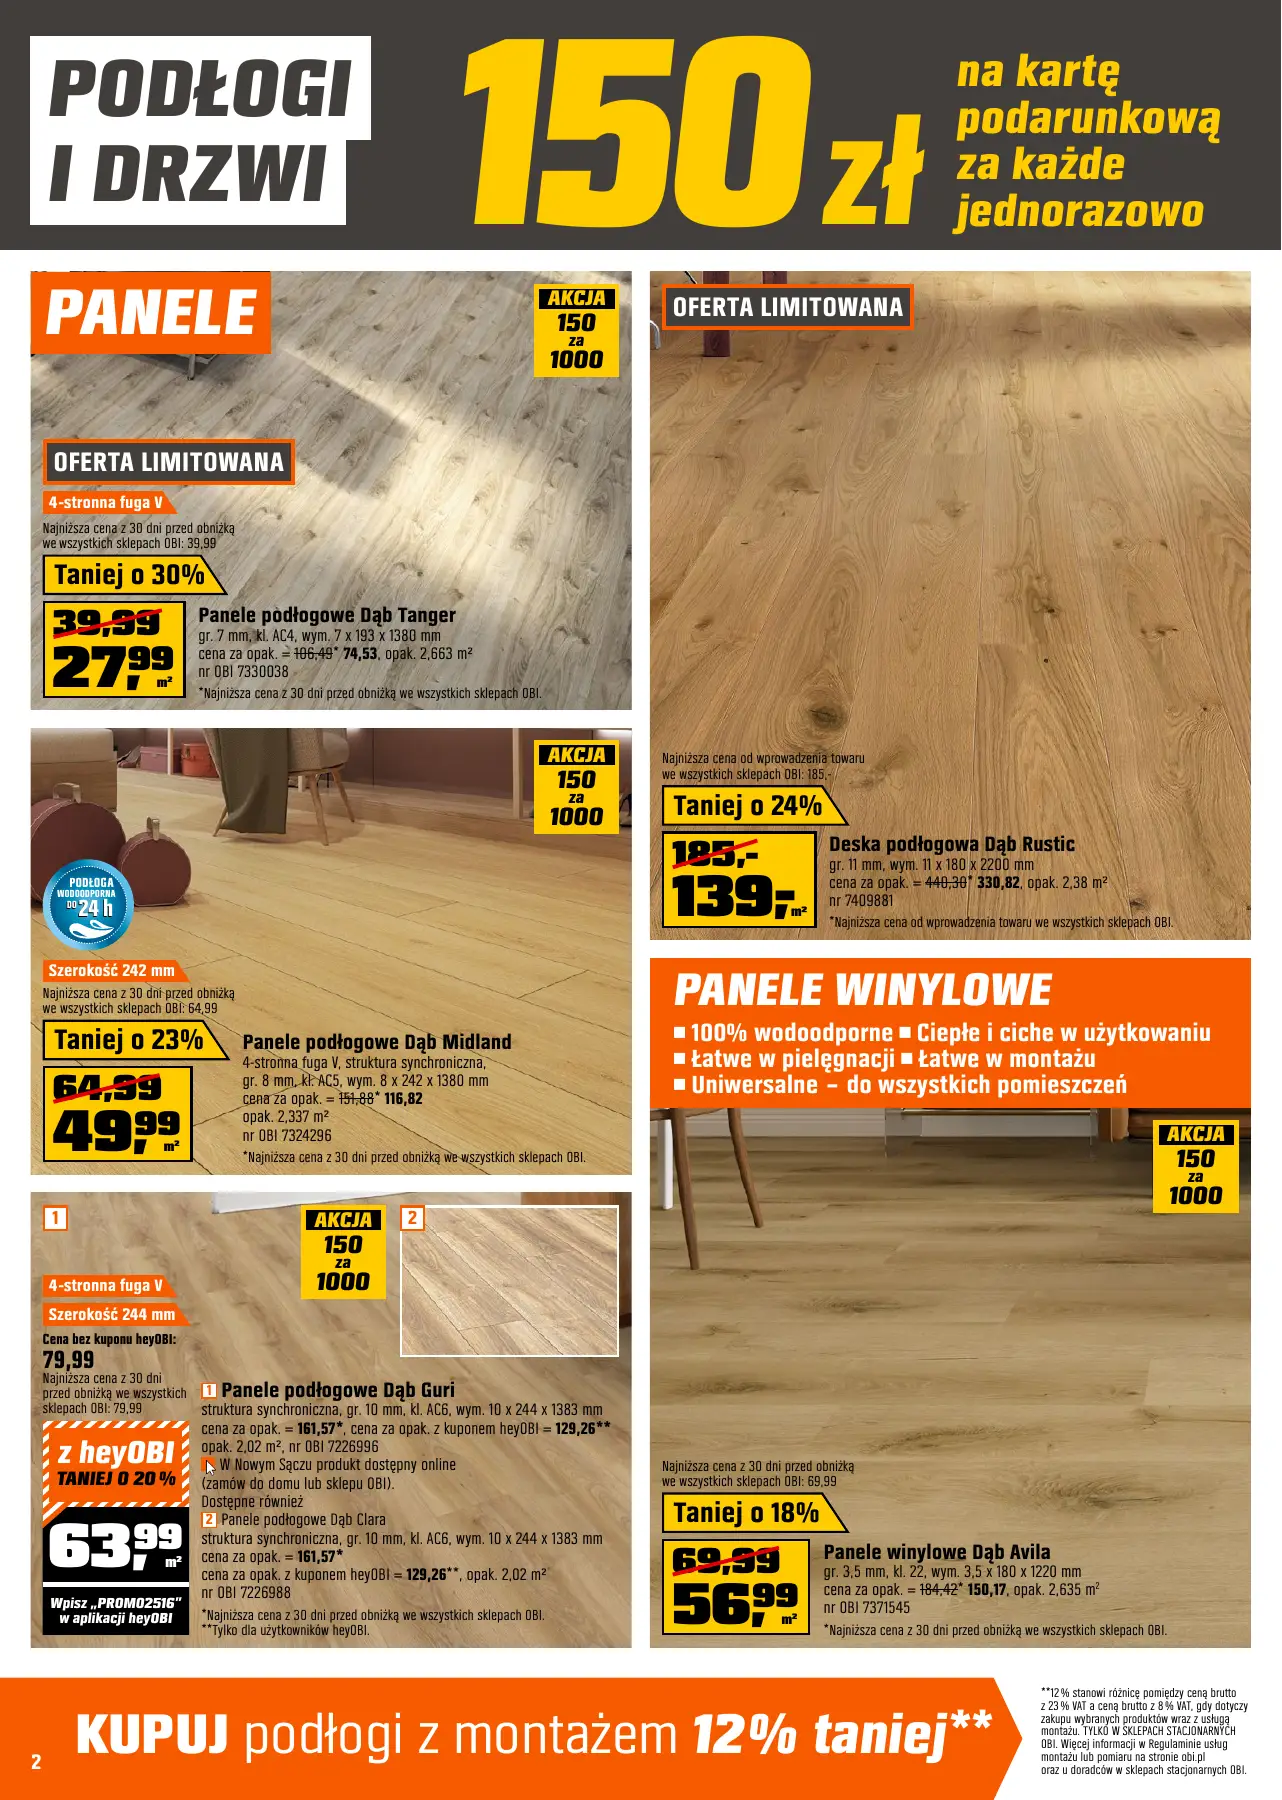 PODŁOGI
I DRZWI
150 zł
na kartę
podarunkową
za każde
jednorazowo
PANELE
AKCJA
150
za
1000
OFERTA LIMITOWANA
4-stronna fuga V
Najniższa cena z 30 dni przed obniżką
we wszystkich sklepach OBI: 39,99
Taniej o 30%
39,99
27,99 m²
Panele podłogowe Dąb Tanger
gr. 7 mm, kl. AC4, wym. 7 x 193 x 1380 mm
cena za opak. = 106,49* 74,53, opak. 2,663 m²
nr OBI 7330038
*Najniższa cena z 30 dni przed obniżką we wszystkich sklepach OBI.
AKCJA
150
za
1000
PODŁOGA
WODOODPORNA
DO 24 h
Szerokość 242 mm
Najniższa cena z 30 dni przed obniżką
we wszystkich sklepach OBI: 64,99
Taniej o 23%
64,99
49,99 m²
Panele podłogowe Dąb Midland
4-stronna fuga V, struktura synchroniczna,
gr. 8 mm, kl. AC5, wym. 8 x 242 x 1380 mm
cena za opak. = 151,88* 116,82
opak. 2,337 m²
nr OBI 7324296
*Najniższa cena z 30 dni przed obniżką we wszystkich sklepach OBI.
1
AKCJA
150
za
1000
2
4-stronna fuga V
Szerokość 244 mm
Cena bez kuponu heyOBI:
79,99
Najniższa cena z 30 dni
przed obniżką we wszystkich
sklepach OBI: 79,99
z heyOBI
TANIEJ O 20 %
63,99 m²
Wpisz „PROMO2516”
w aplikacji heyOBI
1 Panele podłogowe Dąb Guri
struktura synchroniczna, gr. 10 mm, kl. AC6, wym. 10 x 244 x 1383 mm
cena za opak. = 161,57*, cena za opak. z kuponem heyOBI = 129,26**
opak. 2,02 m², nr OBI 7226996
W Nowym Sączu produkt dostępny online
(zamów do domu lub sklepu OBI).
Dostępne również
2 Panele podłogowe Dąb Clara
struktura synchroniczna, gr. 10 mm, kl. AC6, wym. 10 x 244 x 1383 mm
cena za opak. = 161,57*
cena za opak. z kuponem heyOBI = 129,26**, opak. 2,02 m²
nr OBI 7226988
*Najniższa cena z 30 dni przed obniżką we wszystkich sklepach OBI.
**Tylko dla użytkowników heyOBI.
OFERTA LIMITOWANA
Najniższa cena od wprowadzenia towaru
we wszystkich sklepach OBI: 185,-
Taniej o 24%
185,-
139,- m²
Deska podłogowa Dąb Rustic
gr. 11 mm, wym. 11 x 180 x 2200 mm
cena za opak. = 440,30* 330,82, opak. 2,38 m²
nr 7409881
*Najniższa cena od wprowadzenia towaru we wszystkich sklepach OBI.
PANELE WINYLOWE
■ 100% wodoodporne ■ Ciepłe i ciche w użytkowaniu
■ Łatwe w pielęgnacji ■ Łatwe w montażu
■ Uniwersalne – do wszystkich pomieszczeń
AKCJA
150
za
1000
Najniższa cena z 30 dni przed obniżką
we wszystkich sklepach OBI: 69,99
Taniej o 18%
69,99
56,99 m²
Panele winylowe Dąb Avila
gr. 3,5 mm, kl. 22, wym. 3,5 x 180 x 1220 mm
cena za opak. = 184,42* 150,17, opak. 2,635 m²
nr OBI 7371545
*Najniższa cena z 30 dni przed obniżką we wszystkich sklepach OBI.
KUPUJ podłogi z montażem 12% taniej**
**12 % stanowi różnicę pomiędzy ceną brutto
z 23 % VAT a ceną brutto z 8 % VAT, gdy dotyczy
zakupu wybranych produktów wraz z usługą
montażu. TYLKO W SKLEPACH STACJONARNYCH
OBI. Więcej informacji w Regulaminie usług
montażu lub pomiaru na stronie obi.pl
oraz u doradców w sklepach stacjonarnych OBI.
2